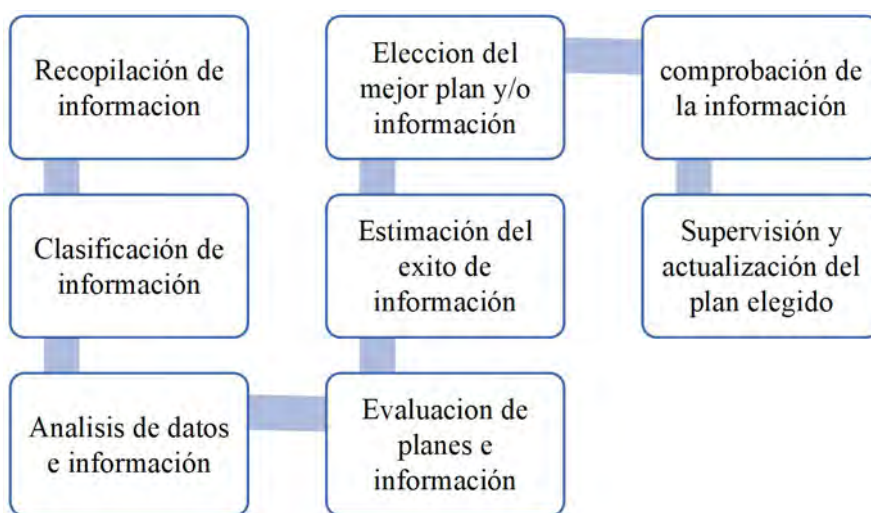 Recopilación de
informacion
Clasificación de
información
Analisis de datos
e información
Evaluacion de
planes e
información
Estimación del
exito de
información
Eleccion del
mejor plan y/o
información
comprobación de
la información
Supervisión y
actualización del
plan elegido